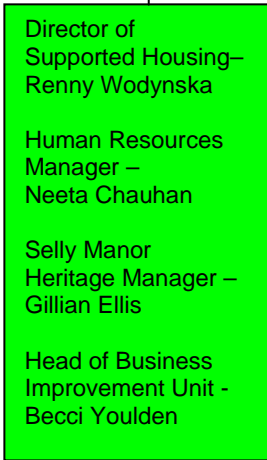 Director of
Supported Housing–
Renny Wodynska
Human Resources
Manager –
Neeta Chauhan
Selly Manor
Heritage Manager –
Gillian Ellis
Head of Business
Improvement Unit -
Becci Youlden